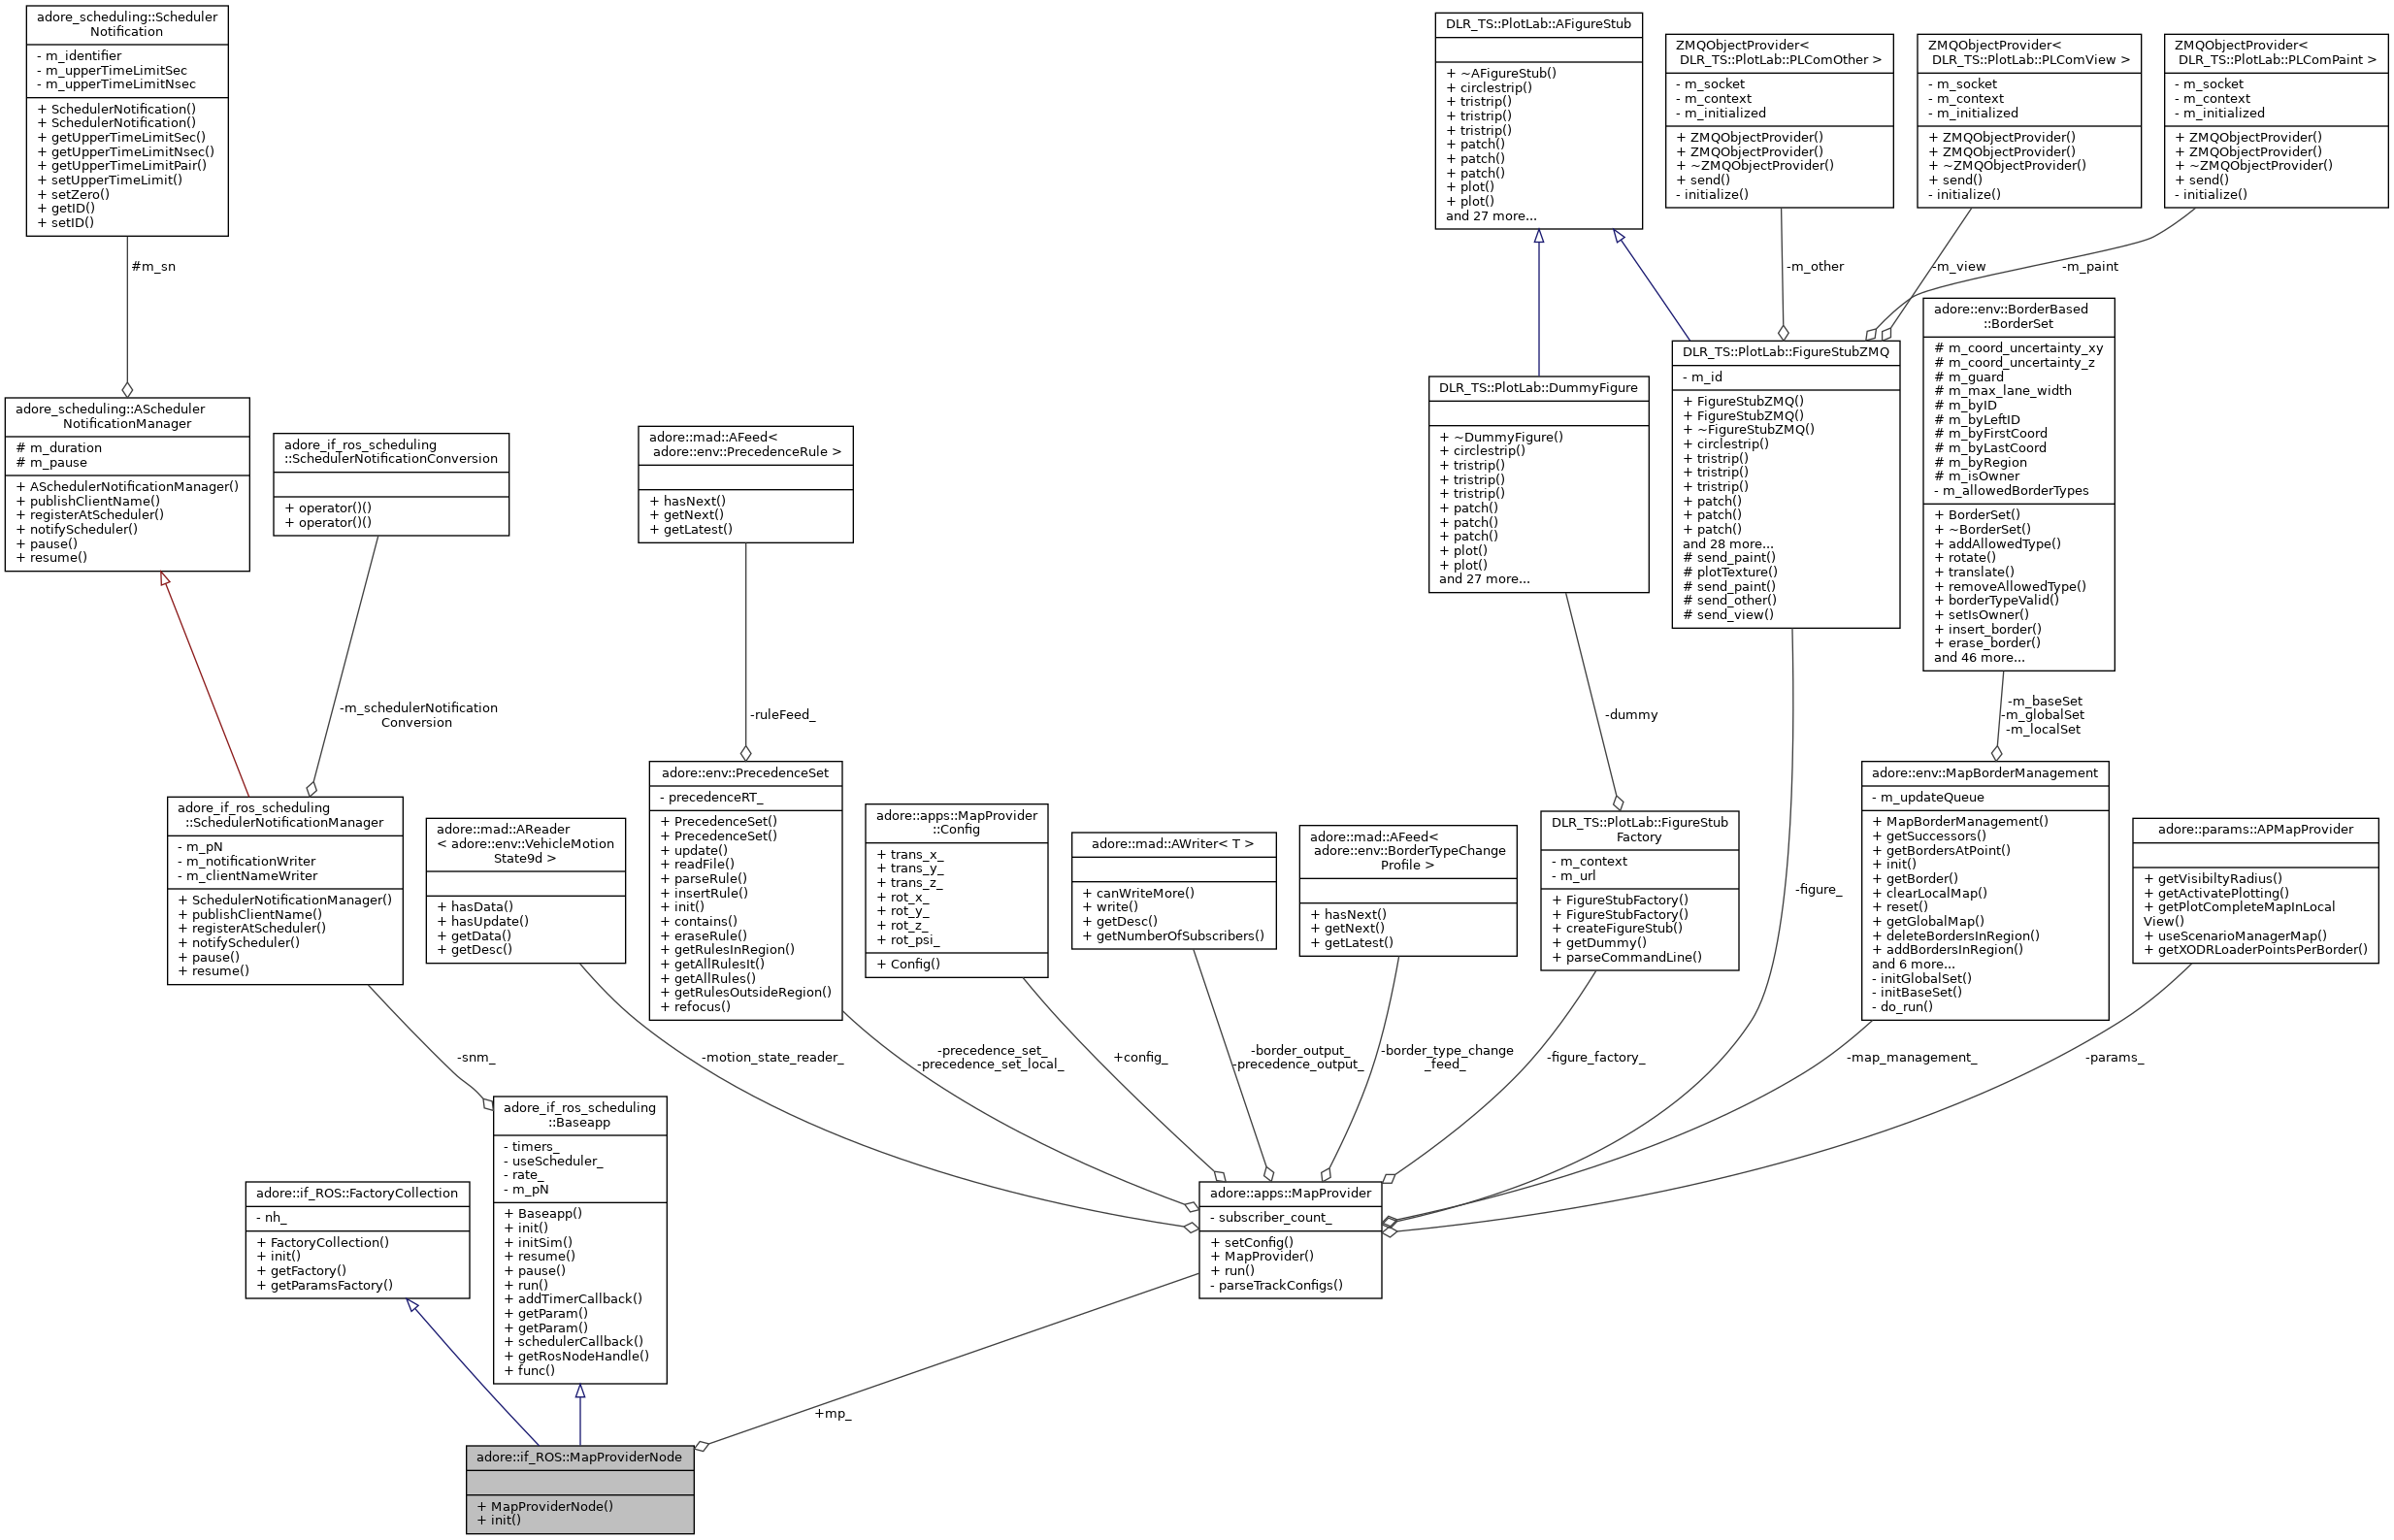 adore_scheduling::Scheduler
Notification
- m_identifier
- m_upperTimeLimitSec
- m_upperTimeLimitNsec
+ SchedulerNotification()
+ SchedulerNotification()
+ getUpperTimeLimitSec()
+ getUpperTimeLimitNsec()
+ getUpperTimeLimitPair()
+ setUpperTimeLimit()
+ setZero()
+ getID()
+ setID()
DLR_TS::PlotLab::AFigureStub
+ ~AFigureStub()
+ circlestrip()
+ tristrip()
+ tristrip()
+ tristrip()
+ patch()
+ patch()
+ patch()
+ plot()
+ plot()
and 27 more...
ZMQObjectProvider<
DLR_TS::PlotLab::PLComOther >
- m_socket
- m_context
- m_initialized
+ ZMQObjectProvider()
+ ZMQObjectProvider()
+ ~ZMQObjectProvider()
+ send()
- initialize()
ZMQObjectProvider<
DLR_TS::PlotLab::PLComView >
- m_socket
- m_context
- m_initialized
+ ZMQObjectProvider()
+ ZMQObjectProvider()
+ ~ZMQObjectProvider()
+ send()
- initialize()
ZMQObjectProvider<
DLR_TS::PlotLab::PLComPaint >
- m_socket
- m_context
- m_initialized
+ ZMQObjectProvider()
+ ZMQObjectProvider()
+ ~ZMQObjectProvider()
+ send()
- initialize()
#m_sn
-m_other
-m_view
-m_paint
adore_scheduling::AScheduler
NotificationManager
# m_duration
# m_pause
+ ASchedulerNotificationManager()
+ publishClientName()
+ registerAtScheduler()
+ notifyScheduler()
+ pause()
+ resume()
adore_if_ros_scheduling
::SchedulerNotificationConversion
+ operator()()
+ operator()()
adore::mad::AFeed<
adore::env::PrecedenceRule >
+ hasNext()
+ getNext()
+ getLatest()
DLR_TS::PlotLab::DummyFigure
+ ~DummyFigure()
+ circlestrip()
+ tristrip()
+ tristrip()
+ tristrip()
+ patch()
+ patch()
+ patch()
+ plot()
+ plot()
and 27 more...
DLR_TS::PlotLab::FigureStubZMQ
- m_id
+ FigureStubZMQ()
+ FigureStubZMQ()
+ ~FigureStubZMQ()
+ circlestrip()
+ tristrip()
+ tristrip()
+ tristrip()
+ patch()
+ patch()
+ patch()
and 28 more...
# send_paint()
# plotTexture()
# send_paint()
# send_other()
# send_view()
adore::env::BorderBased
::BorderSet
# m_coord_uncertainty_xy
# m_coord_uncertainty_z
# m_guard
# m_max_lane_width
# m_byID
# m_byLeftID
# m_byFirstCoord
# m_byLastCoord
# m_byRegion
# m_isOwner
- m_allowedBorderTypes
+ BorderSet()
+ ~BorderSet()
+ addAllowedType()
+ rotate()
+ translate()
+ removeAllowedType()
+ borderTypeValid()
+ setIsOwner()
+ insert_border()
+ erase_border()
and 46 more...
-m_schedulerNotification
Conversion
-ruleFeed_
-dummy
-m_baseSet
-m_globalSet
-m_localSet
adore_if_ros_scheduling
::SchedulerNotificationManager
- m_pN
- m_notificationWriter
- m_clientNameWriter
+ SchedulerNotificationManager()
+ publishClientName()
+ registerAtScheduler()
+ notifyScheduler()
+ pause()
+ resume()
adore::mad::AReader
< adore::env::VehicleMotion
State9d >
+ hasData()
+ hasUpdate()
+ getData()
+ getDesc()
adore::env::PrecedenceSet
- precedenceRT_
+ PrecedenceSet()
+ PrecedenceSet()
+ update()
+ readFile()
+ parseRule()
+ insertRule()
+ init()
+ contains()
+ eraseRule()
+ getRulesInRegion()
+ getAllRulesIt()
+ getAllRules()
+ getRulesOutsideRegion()
+ refocus()
adore::apps::MapProvider
::Config
+ trans_x_
+ trans_y_
+ trans_z_
+ rot_x_
+ rot_y_
+ rot_z_
+ rot_psi_
+ Config()
adore::mad::AWriter< T >
+ canWriteMore()
+ write()
+ getDesc()
+ getNumberOfSubscribers()
adore::mad::AFeed<
adore::env::BorderTypeChange
Profile >
+ hasNext()
+ getNext()
+ getLatest()
DLR_TS::PlotLab::FigureStub
Factory
- m_context
- m_url
+ FigureStubFactory()
+ FigureStubFactory()
+ createFigureStub()
+ getDummy()
+ parseCommandLine()
-figure_
adore::env::MapBorderManagement
- m_updateQueue
+ MapBorderManagement()
+ getSuccessors()
+ getBordersAtPoint()
+ init()
+ getBorder()
+ clearLocalMap()
+ reset()
+ getGlobalMap()
+ deleteBordersInRegion()
+ addBordersInRegion()
and 6 more...
- initGlobalSet()
- initBaseSet()
- do_run()
adore::params::APMapProvider
+ getVisibiltyRadius()
+ getActivatePlotting()
+ getPlotCompleteMapInLocal
View()
+ useScenarioManagerMap()
+ getXODRLoaderPointsPerBorder()
-snm_
-motion_state_reader_
-precedence_set_
-precedence_set_local_
+config_
-border_output_
-precedence_output_
-border_type_change
_feed_
-figure_factory_
-map_management_
-params_
adore_if_ros_scheduling
::Baseapp
- timers_
- useScheduler_
- rate_
- m_pN
+ Baseapp()
+ init()
+ initSim()
+ resume()
+ pause()
+ run()
+ addTimerCallback()
+ getParam()
+ getParam()
+ schedulerCallback()
+ getRosNodeHandle()
+ func()
adore::if_ROS::FactoryCollection
- nh_
+ FactoryCollection()
+ init()
+ getFactory()
+ getParamsFactory()
adore::apps::MapProvider
- subscriber_count_
+ setConfig()
+ MapProvider()
+ run()
- parseTrackConfigs()
+mp_
adore::if_ROS::MapProviderNode
+ MapProviderNode()
+ init()